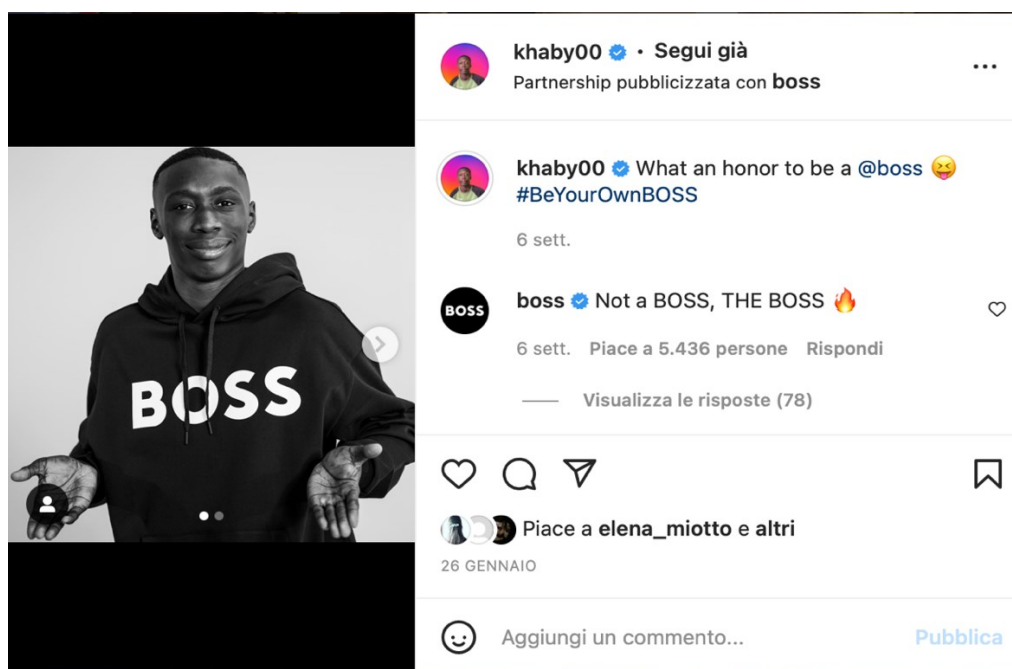 khaby00 • Segui già
Partnership pubblicizzata con boss
khaby00 What an honor to be a @boss 😝
#BeYourOwnBOSS
6 sett.
BOSS
boss Not a BOSS, THE BOSS 🔥
6 sett. Piace a 5.436 persone Rispondi
Visualizza le risposte (78)
BOSS
Piace a elena_miotto e altri
26 GENNAIO
Aggiungi un commento... Pubblica